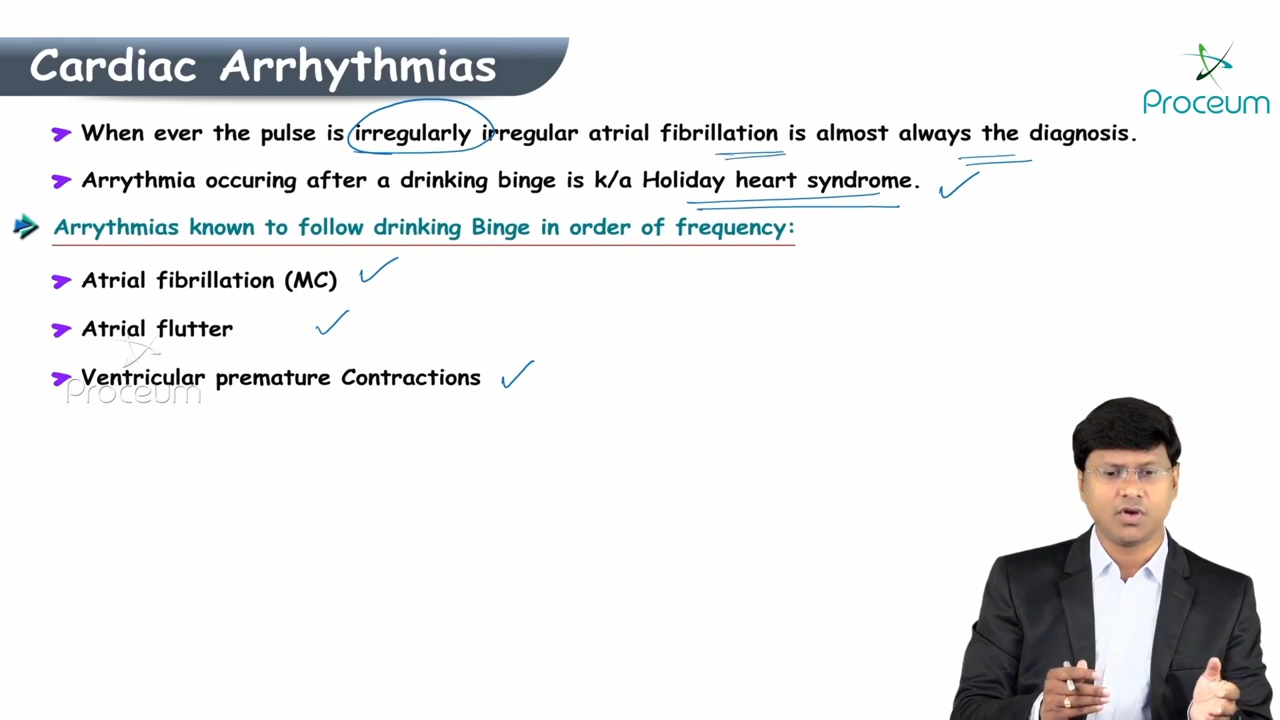 Cardiac Arrhythmias
Proceum
When ever the pulse is irregularly irregular atrial fibrillation is almost always the diagnosis.
Arrythmia occuring after a drinking binge is k/a Holiday heart syndrome.
Arrythmias known to follow drinking Binge in order of frequency:
Atrial fibrillation (MC)
Atrial flutter
Ventricular premature Contractions
Proceum